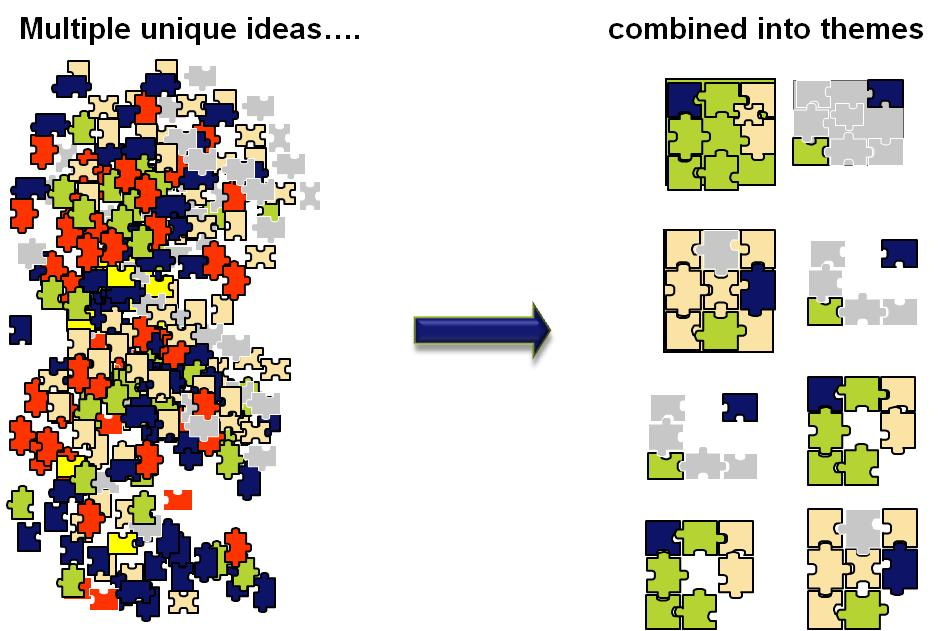 Multiple unique ideas….
combined into themes